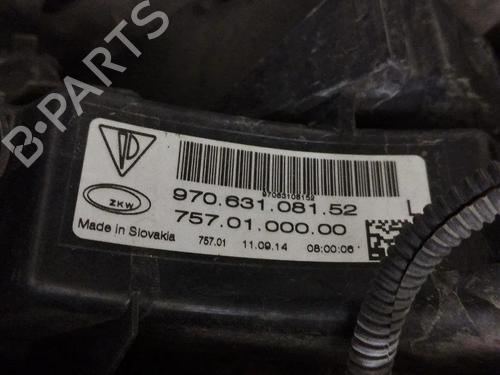 B-PARTS
PD
97063108152
ZKW
970.631.081.52 L
757.01.000.00
Made in Slovakia 757.01 11.09.14 08:00:06